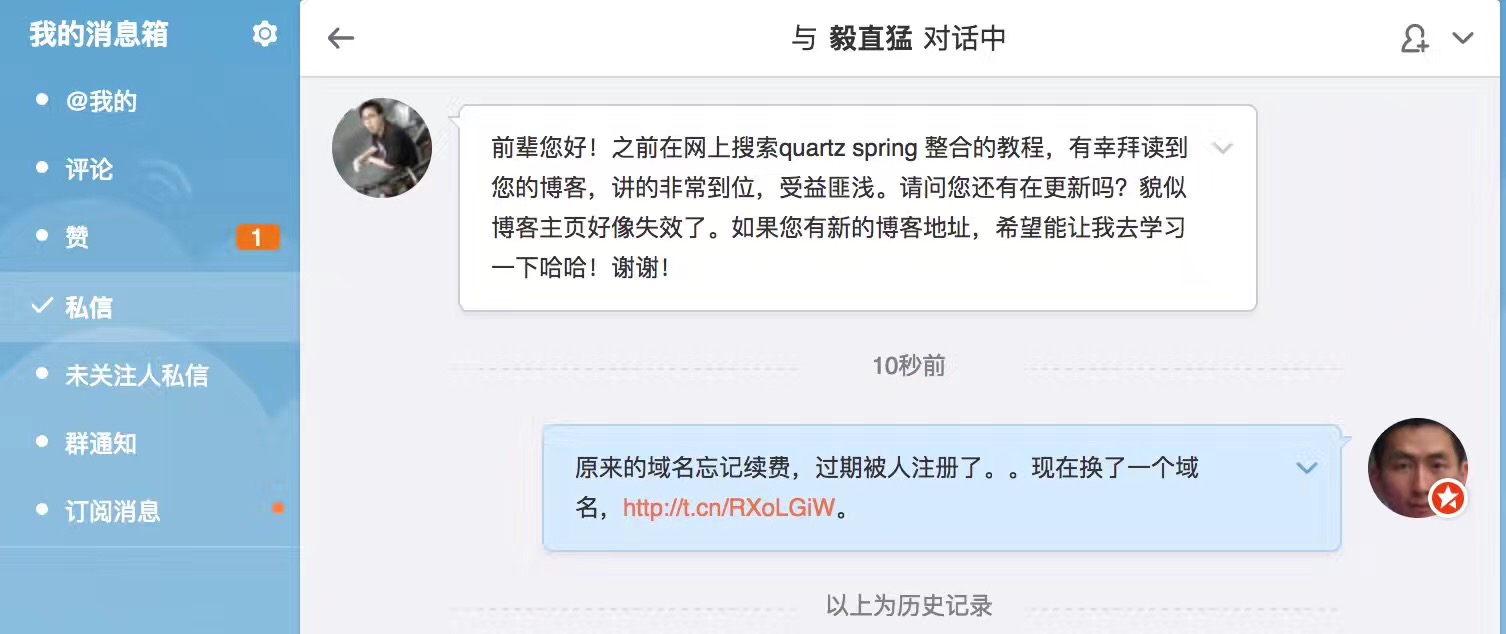 我的消息箱
@我的
评论
赞
1
私信
未关注人私信
群通知
订阅消息
与 毅直猛 对话中
前辈您好！之前在网上搜索quartz spring 整合的教程，有幸拜读到
您的博客，讲的非常到位，受益匪浅。请问您还有在更新吗？貌似
博客主页好像失效了。如果您有新的博客地址，希望能让我去学习
一下哈哈！谢谢！
10秒前
原来的域名忘记续费，过期被人注册了。。现在换了一个域
名，http://t.cn/RXoLGiW。
以上为历史记录